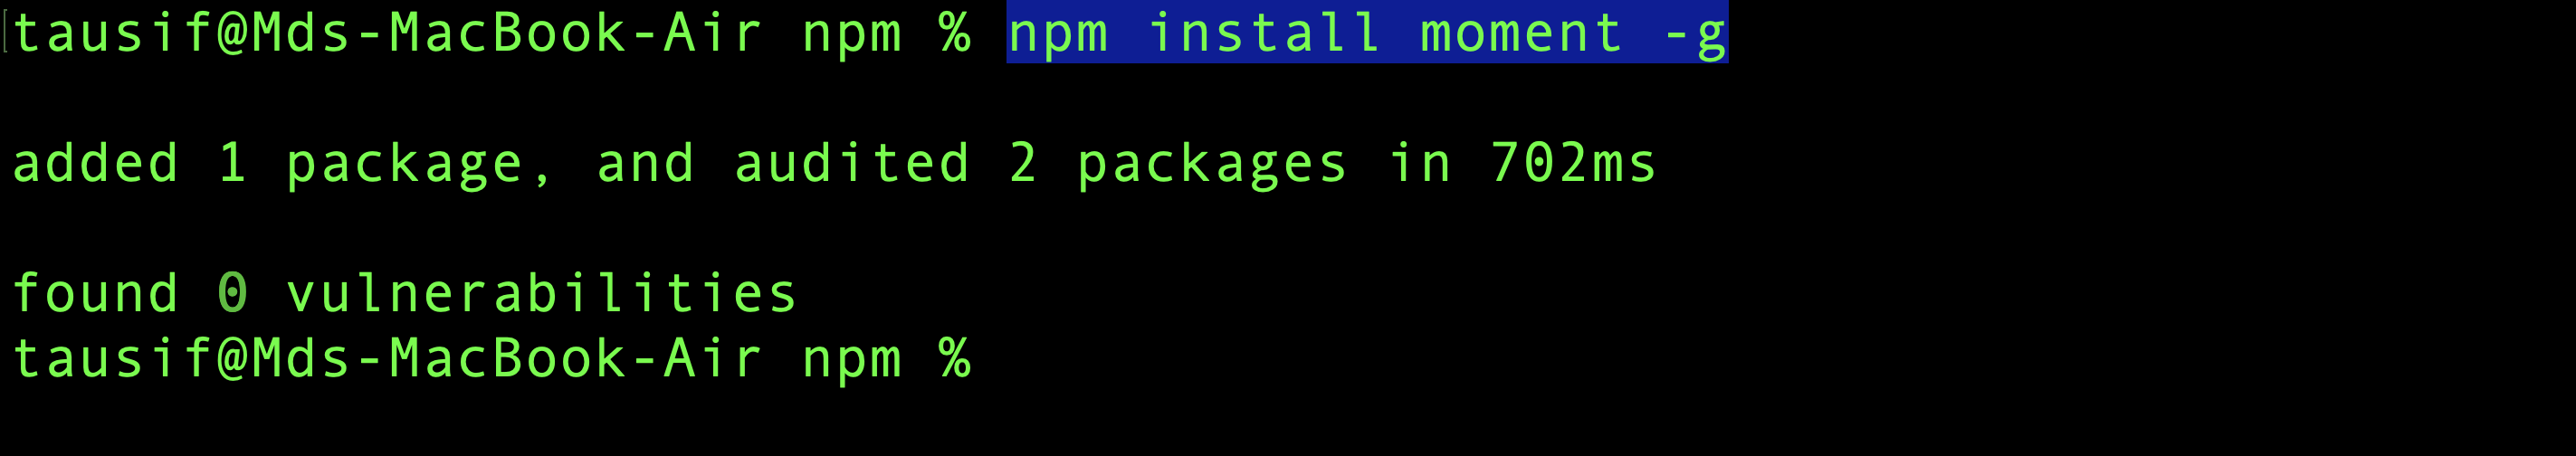 tausif@Mds-MacBook-Air npm % npm install moment -g
added 1 package, and audited 2 packages in 702ms
found 0 vulnerabilities
tausif@Mds-MacBook-Air npm %